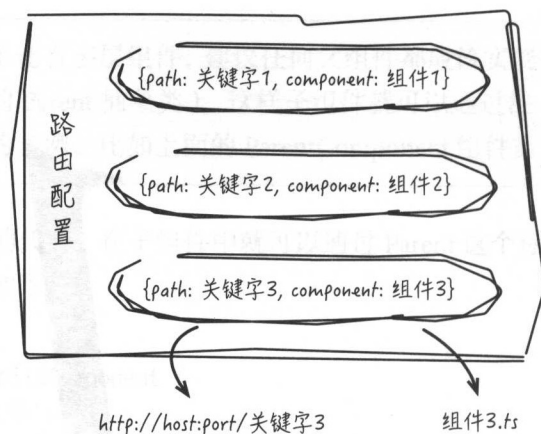 路由配置
{path: 关键字1, component: 组件1}
{path: 关键字2, component: 组件2}
{path: 关键字3, component: 组件3}
http://host:port/关键字3
组件3.ts